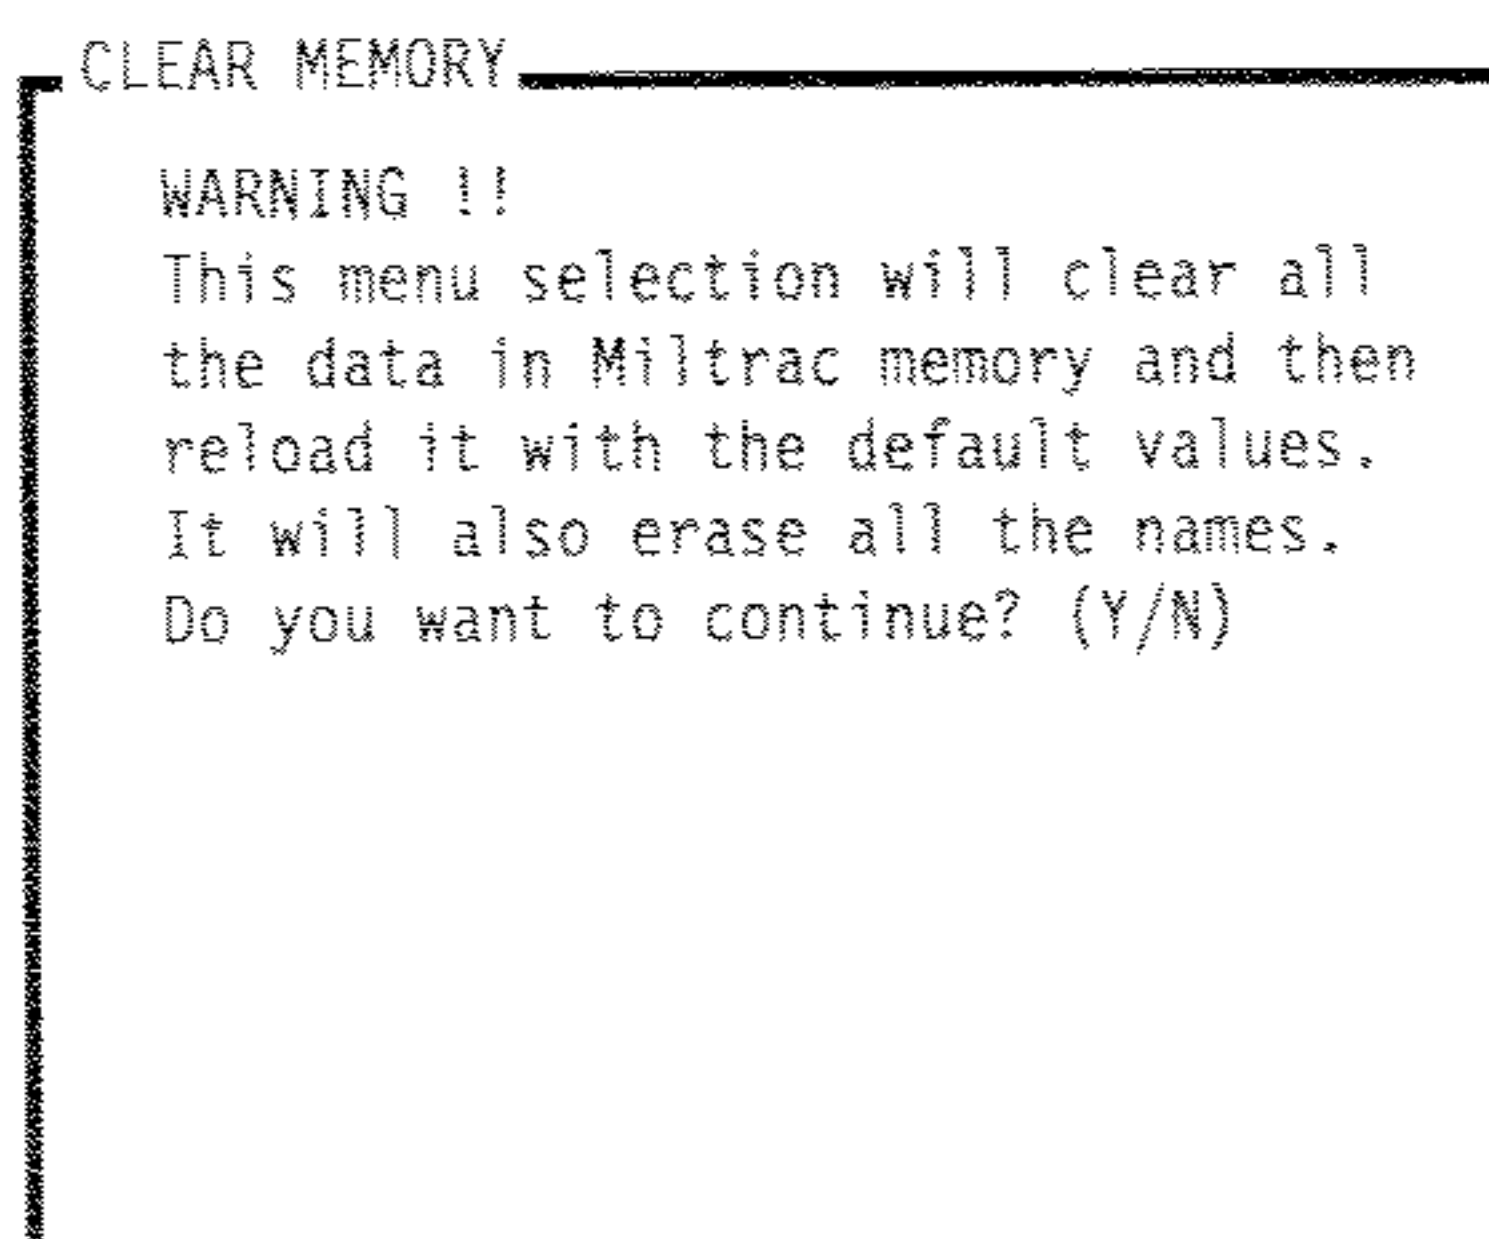 CLEAR MEMORY
WARNING !!
This menu selection will clear all
the data in Miltrac memory and then
reload it with the default values.
It will also erase all the names.
Do you want to continue? (Y/N)